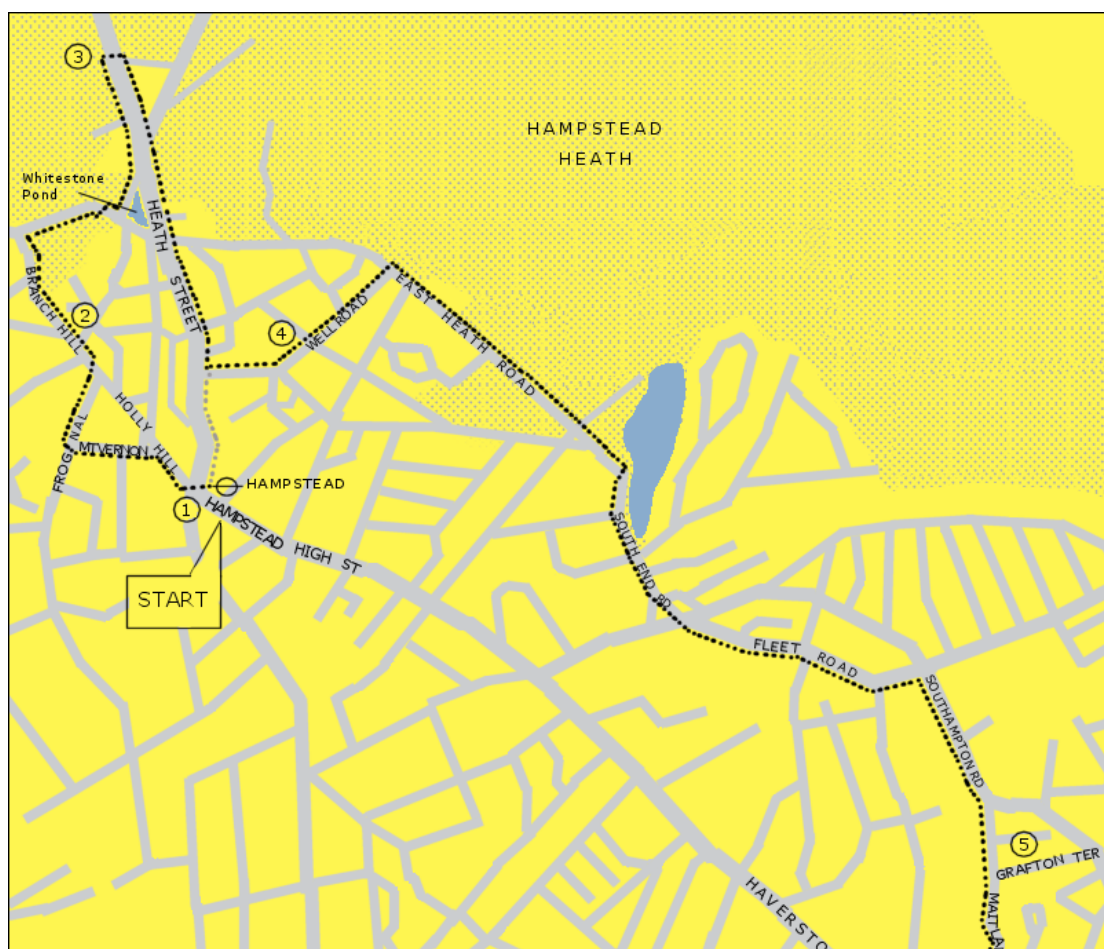 3
HAMPSTEAD
HEATH
Whitestone
Pond
HEATH STREET
BRANCH HILL
2
4
WELL ROAD
EAST HEATH ROAD
HOLLY HILL
FROGNAL
MT VERNON
HAMPSTEAD
1
HAMPSTEAD HIGH ST
START
SOUTH END RD
FLEET ROAD
SOUTHAMPTON RD
5
GRAFTON TER
HAVERSTO
MAITLA